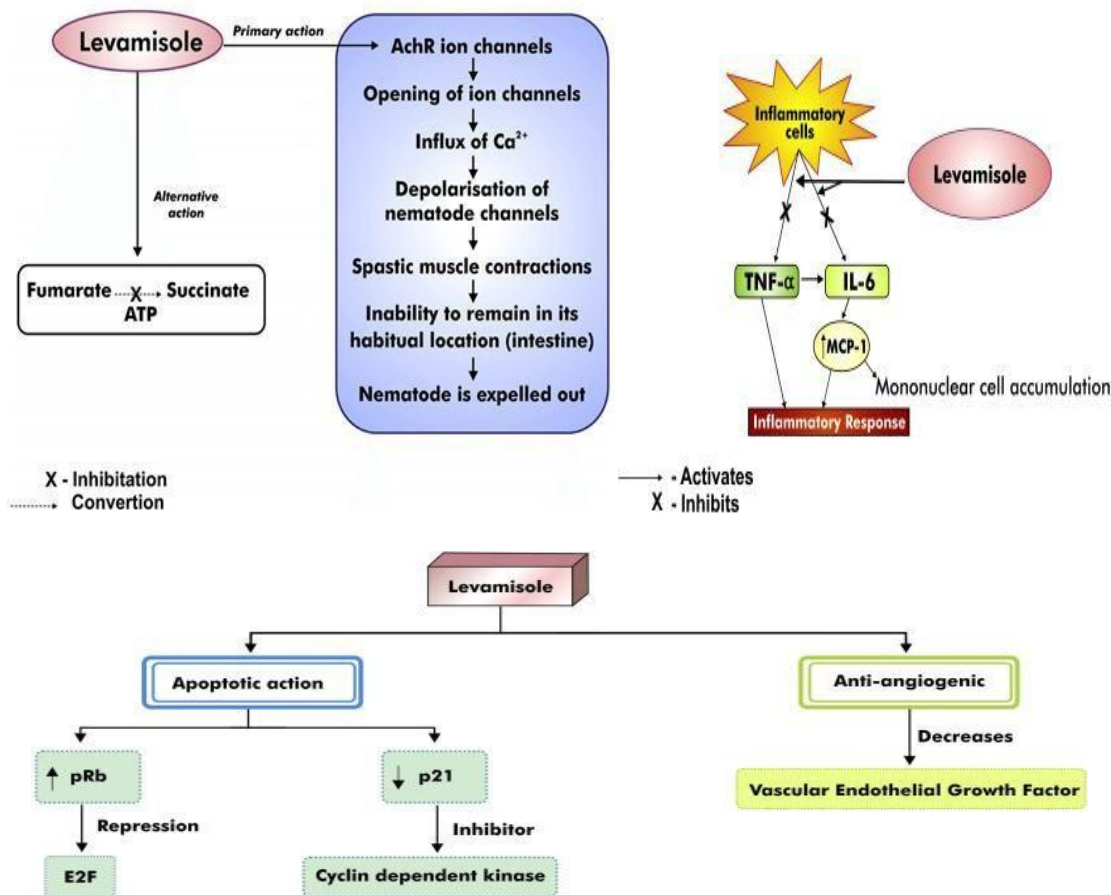 Levamisole
Primary action
Alternative
action
Fumarate X Succinate
ATP
AchR ion channels
Opening of ion channels
Influx of Ca²⁺
Depolarisation of
nematode channels
Spastic muscle contractions
Inability to remain in its
habitual location (intestine)
Nematode is expelled out
X - Inhibitation
Convertion
Inflammatory
cells
Levamisole
X X
TNF-α IL-6
↑MCP-1
Mononuclear cell accumulation
Inflammatory Response
- Activates
X - Inhibits
Levamisole
Apoptotic action
Anti-angiogenic
↑ pRb
↓ p21
Decreases
Vascular Endothelial Growth Factor
Repression
Inhibitor
E2F
Cyclin dependent kinase